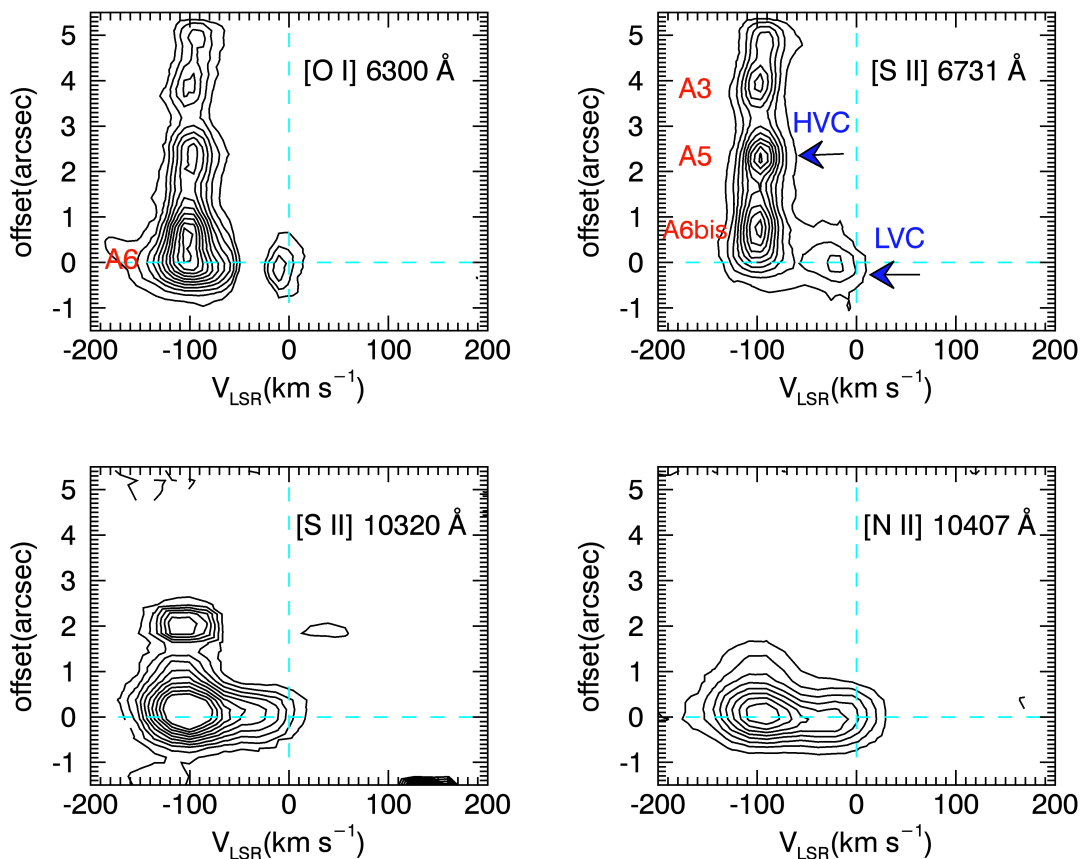 [O I] 6300 Å
A6
5
4
3
2
1
0
-1
offset(arcsec)
-200 -100 0 100 200
V_LSR(km s⁻¹)
[S II] 6731 Å
A3
HVC
A5
A6bis
LVC
5
4
3
2
1
0
-1
offset(arcsec)
-200 -100 0 100 200
V_LSR(km s⁻¹)
[S II] 10320 Å
5
4
3
2
1
0
-1
offset(arcsec)
-200 -100 0 100 200
V_LSR(km s⁻¹)
[N II] 10407 Å
5
4
3
2
1
0
-1
offset(arcsec)
-200 -100 0 100 200
V_LSR(km s⁻¹)